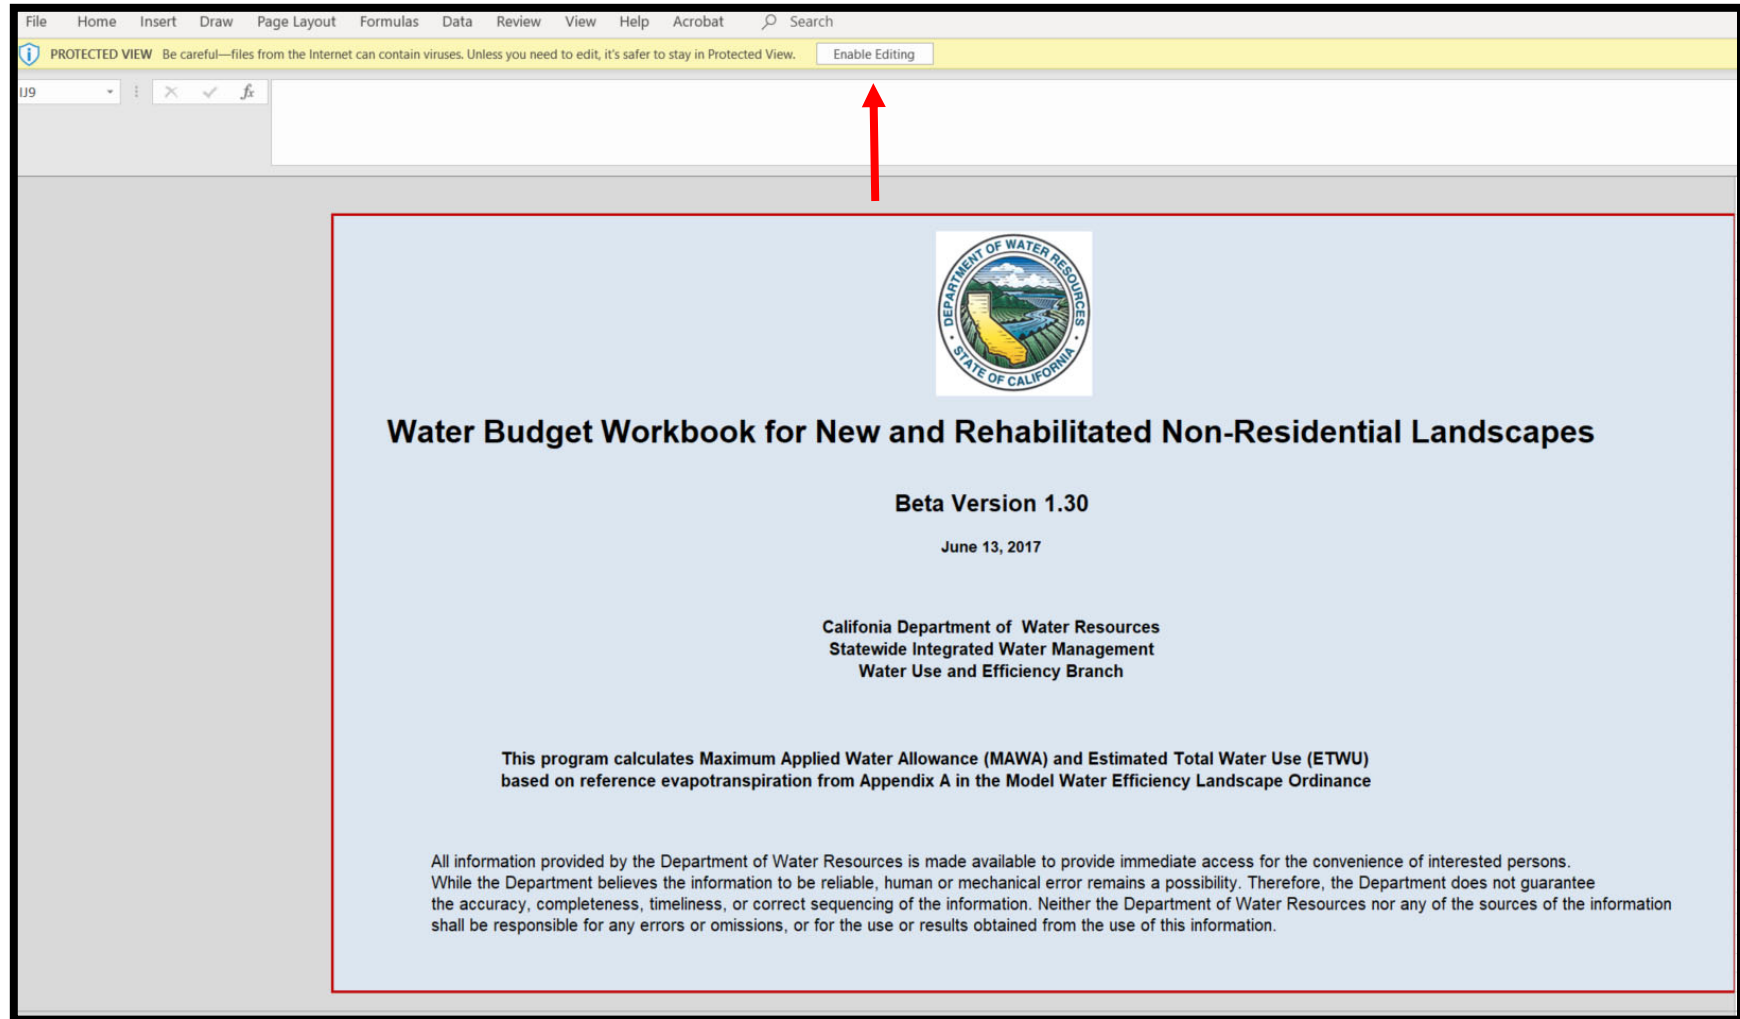 File Home Insert Draw Page Layout Formulas Data Review View Help Acrobat Search
PROTECTED VIEW Be careful—files from the Internet can contain viruses. Unless you need to edit, it's safer to stay in Protected View. Enable Editing
IJ9 fx
DEPARTMENT OF WATER RESOURCES
STATE OF CALIFORNIA
Water Budget Workbook for New and Rehabilitated Non-Residential Landscapes
Beta Version 1.30
June 13, 2017
Califonia Department of Water Resources
Statewide Integrated Water Management
Water Use and Efficiency Branch
This program calculates Maximum Applied Water Allowance (MAWA) and Estimated Total Water Use (ETWU)
based on reference evapotranspiration from Appendix A in the Model Water Efficiency Landscape Ordinance
All information provided by the Department of Water Resources is made available to provide immediate access for the convenience of interested persons.
While the Department believes the information to be reliable, human or mechanical error remains a possibility. Therefore, the Department does not guarantee
the accuracy, completeness, timeliness, or correct sequencing of the information. Neither the Department of Water Resources nor any of the sources of the information
shall be responsible for any errors or omissions, or for the use or results obtained from the use of this information.